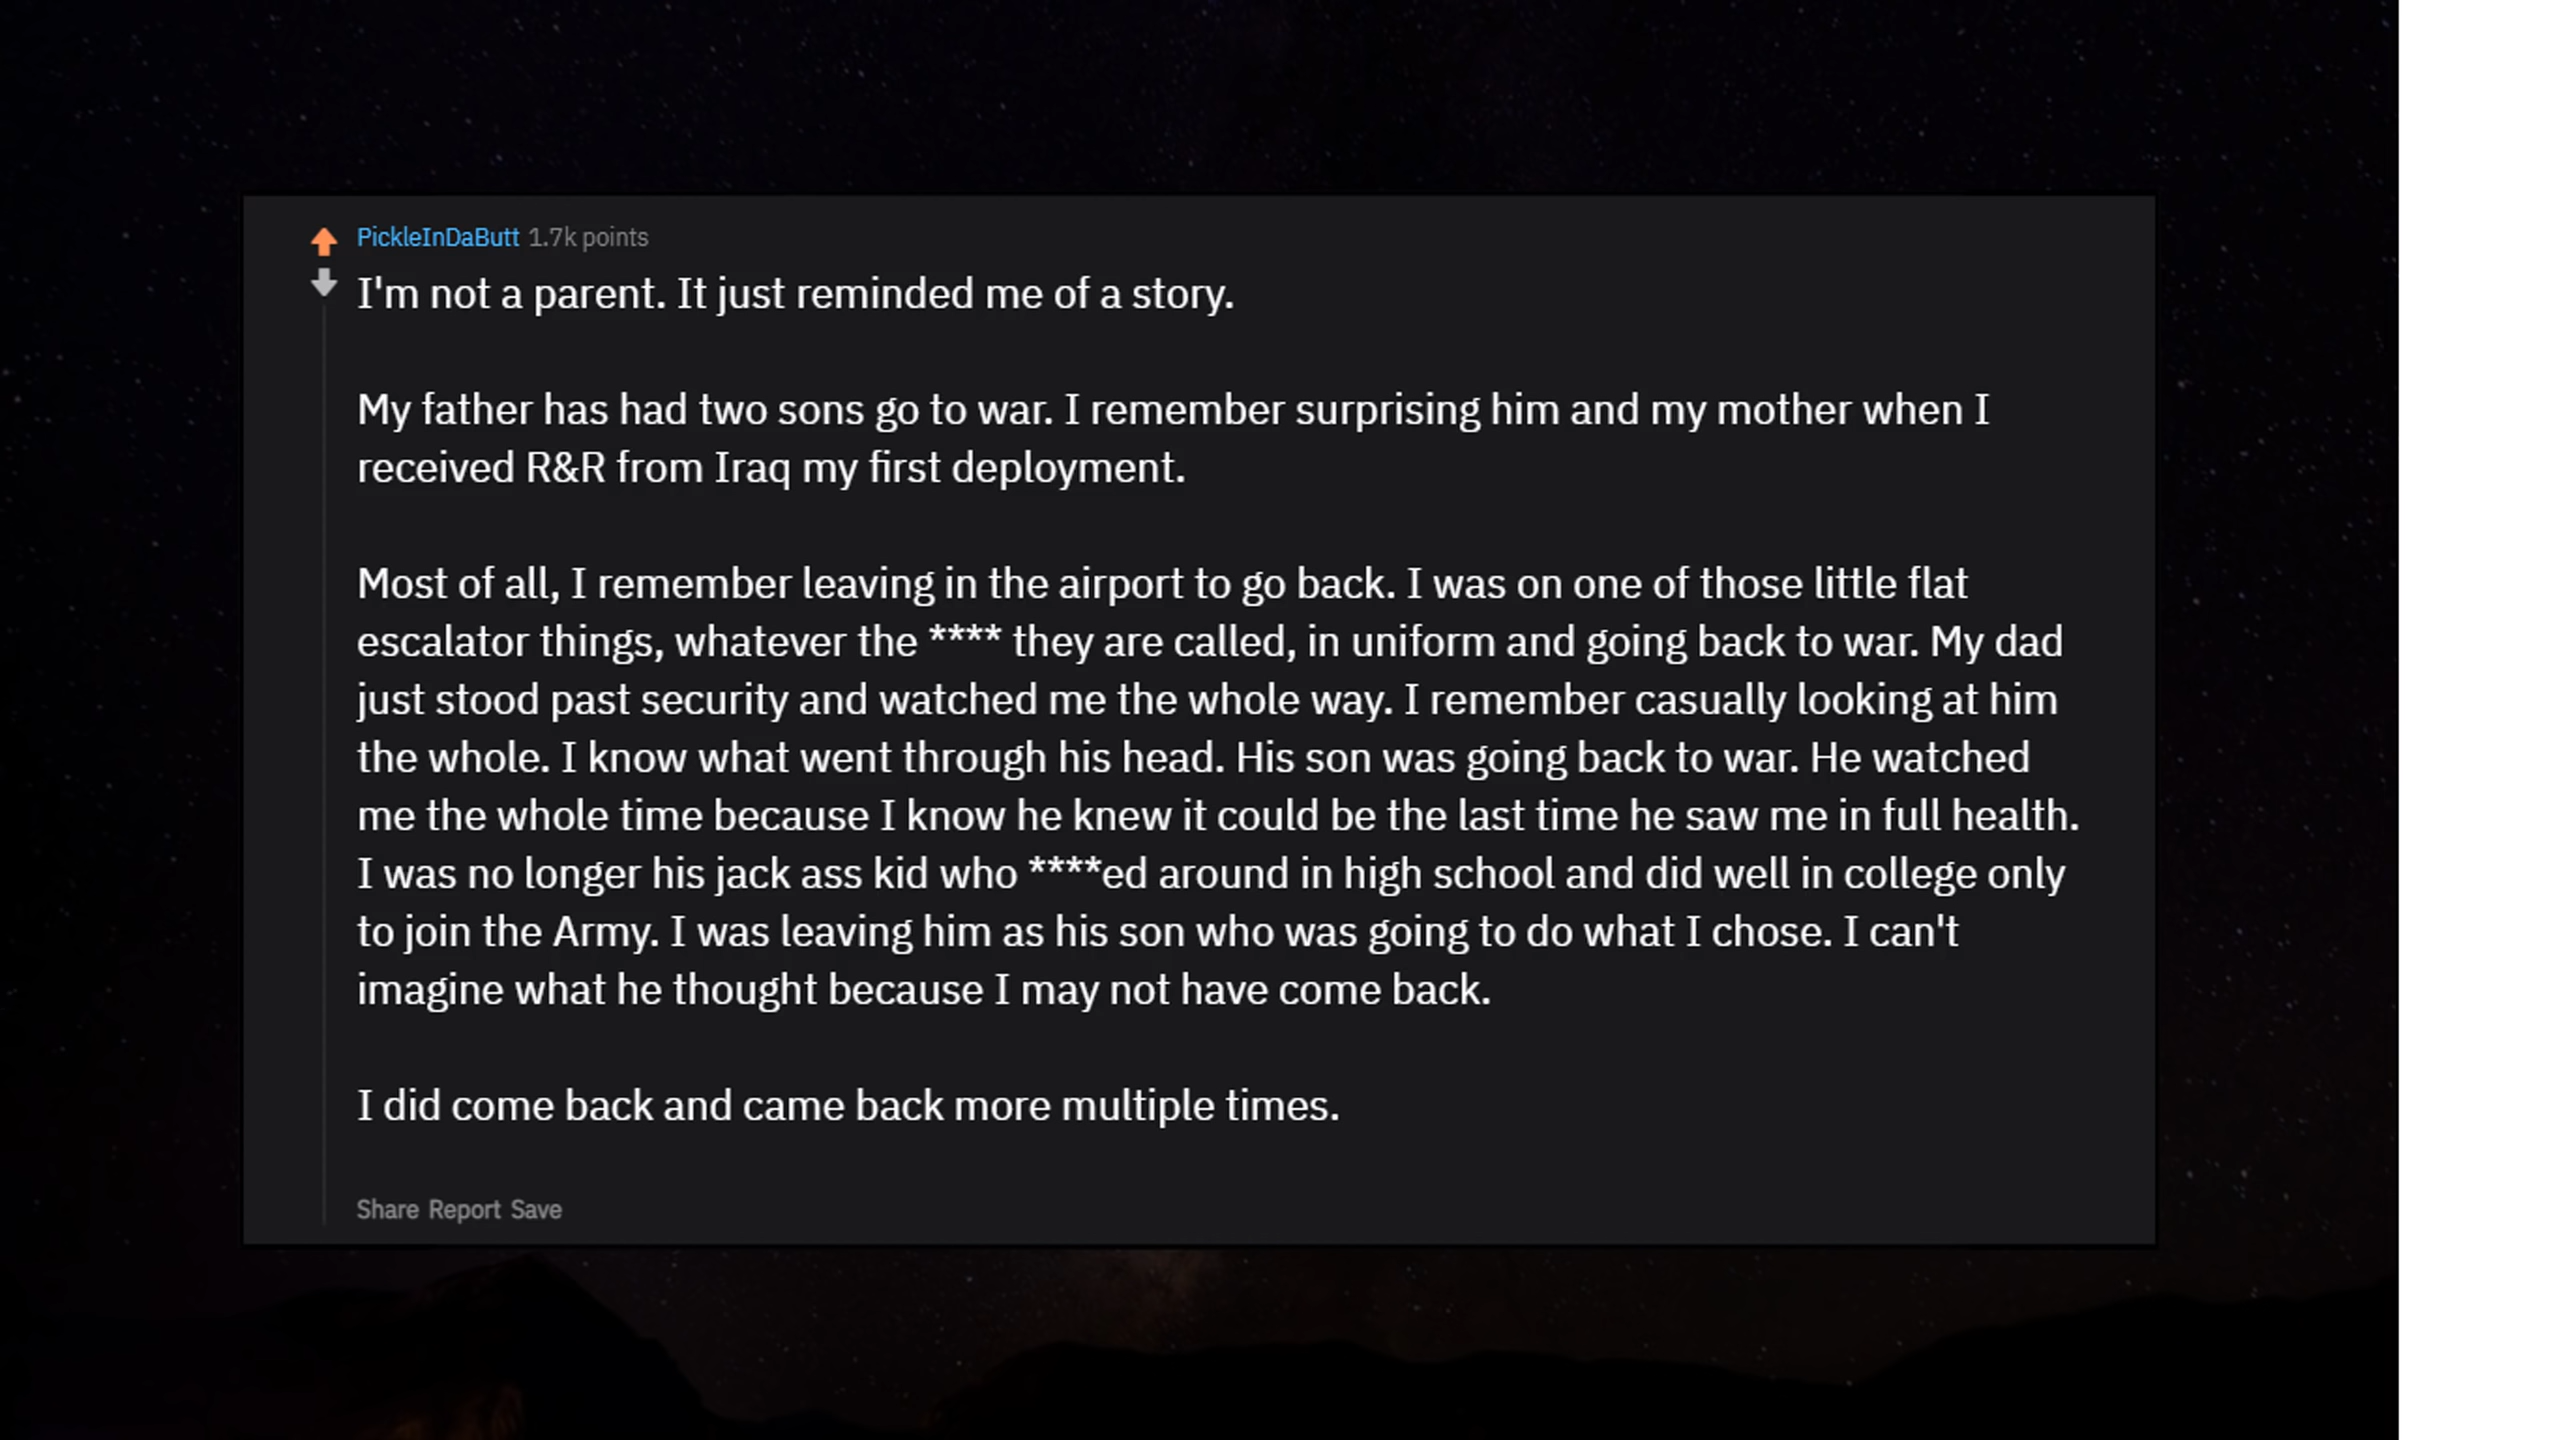 PickleInDaButt 1.7k points
I'm not a parent. It just reminded me of a story.
My father has had two sons go to war. I remember surprising him and my mother when I
received R&R from Iraq my first deployment.
Most of all, I remember leaving in the airport to go back. I was on one of those little flat
escalator things, whatever the **** they are called, in uniform and going back to war. My dad
just stood past security and watched me the whole way. I remember casually looking at him
the whole. I know what went through his head. His son was going back to war. He watched
me the whole time because I know he knew it could be the last time he saw me in full health.
I was no longer his jack ass kid who ****ed around in high school and did well in college only
to join the Army. I was leaving him as his son who was going to do what I chose. I can't
imagine what he thought because I may not have come back.
I did come back and came back more multiple times.
Share Report Save